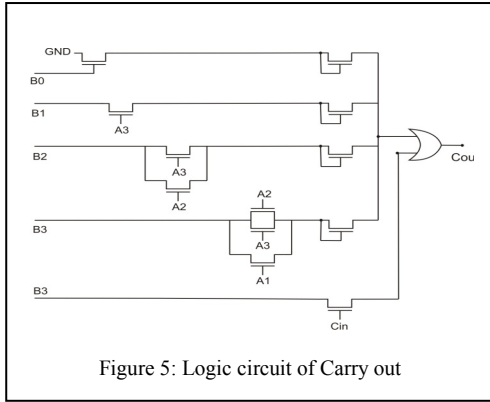 GND
B0
B1
A3
B2
A3
A2
A2
B3
A3
A1
B3
Cin
Cou
Figure 5: Logic circuit of Carry out